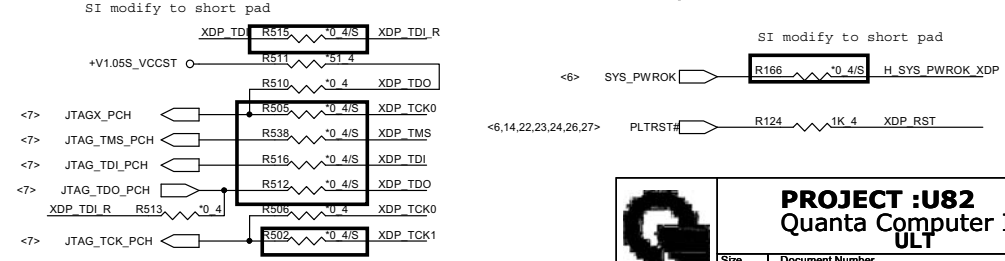 SI modify to short pad
XDP_TDI R515 *0_4/S XDP_TDI_R
+V1.05S_VCCST R511 *51_4
R510 *0_4 XDP_TDO
<7> JTAGX_PCH R505 *0_4/S XDP_TCK0
<7> JTAG_TMS_PCH R538 *0_4/S XDP_TMS
<7> JTAG_TDI_PCH R516 *0_4/S XDP_TDI
<7> JTAG_TDO_PCH R512 *0_4/S XDP_TDO
XDP_TDI_R R513 *0_4 R506 *0_4 XDP_TCK0
<7> JTAG_TCK_PCH R502 *0_4/S XDP_TCK1
SI modify to short pad
<6> SYS_PWROK R166 *0_4/S H_SYS_PWROK_XDP
<6,14,22,23,24,26,27> PLTRST# R124 1K_4 XDP_RST
PROJECT :U82
Quanta Computer
ULT
Size Document Number